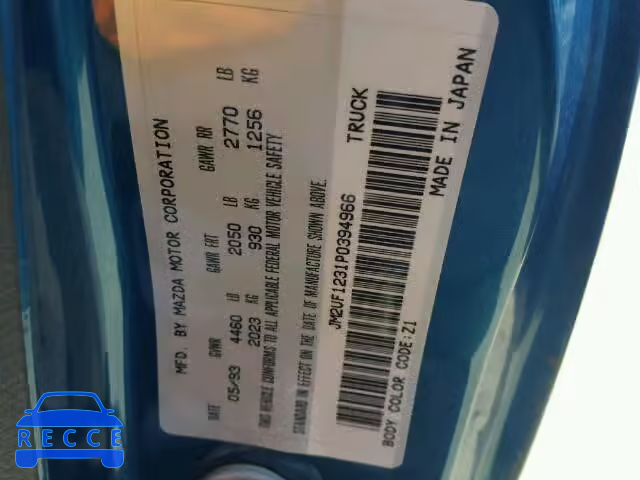 MFD. BY MAZDA MOTOR CORPORATION
DATE GVWR GAWR FRT GAWR RR
05/93 4460 LB 2050 LB 2770 LB
2023 KG 930 KG 1256 KG
THIS VEHICLE CONFORMS TO ALL APPLICABLE FEDERAL MOTOR VEHICLE SAFETY
STANDARD IN EFFECT ON THE DATE OF MANUFACTURE SHOWN ABOVE.
JM2UF1231P0394966 TRUCK
BODY COLOR CODE:Z1 MADE IN JAPAN
RECCE